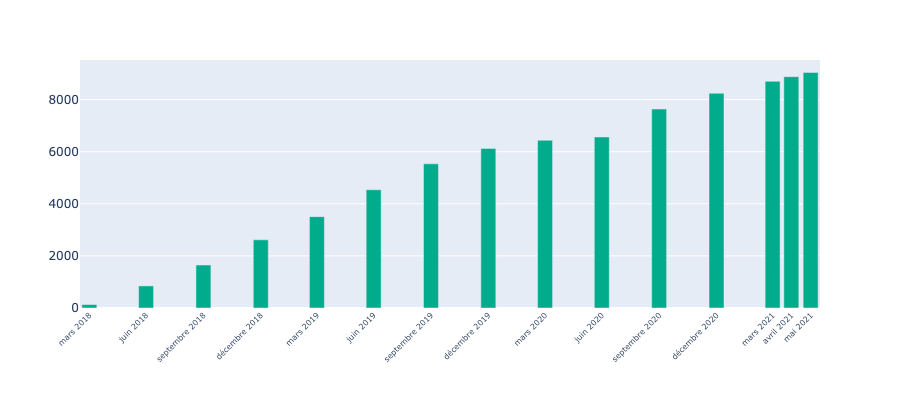 8000
6000
4000
2000
0
mars 2018
juin 2018
septembre 2018
décembre 2018
mars 2019
juin 2019
septembre 2019
décembre 2019
mars 2020
juin 2020
septembre 2020
décembre 2020
mars 2021
avril 2021
mai 2021